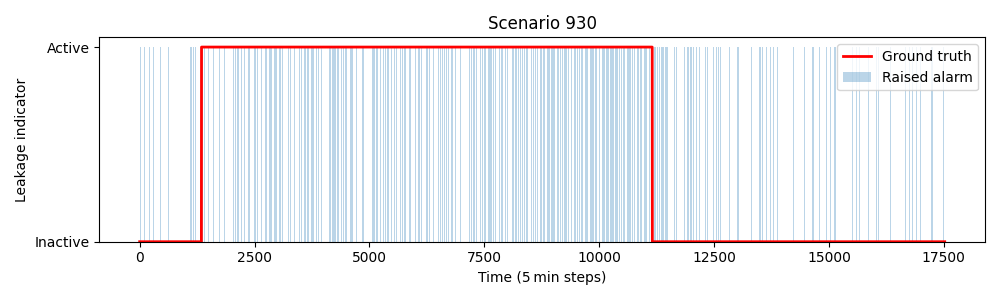 Scenario 930
Active
Inactive
Leakage indicator
Ground truth
Raised alarm
0 2500 5000 7500 10000 12500 15000 17500
Time (5 min steps)